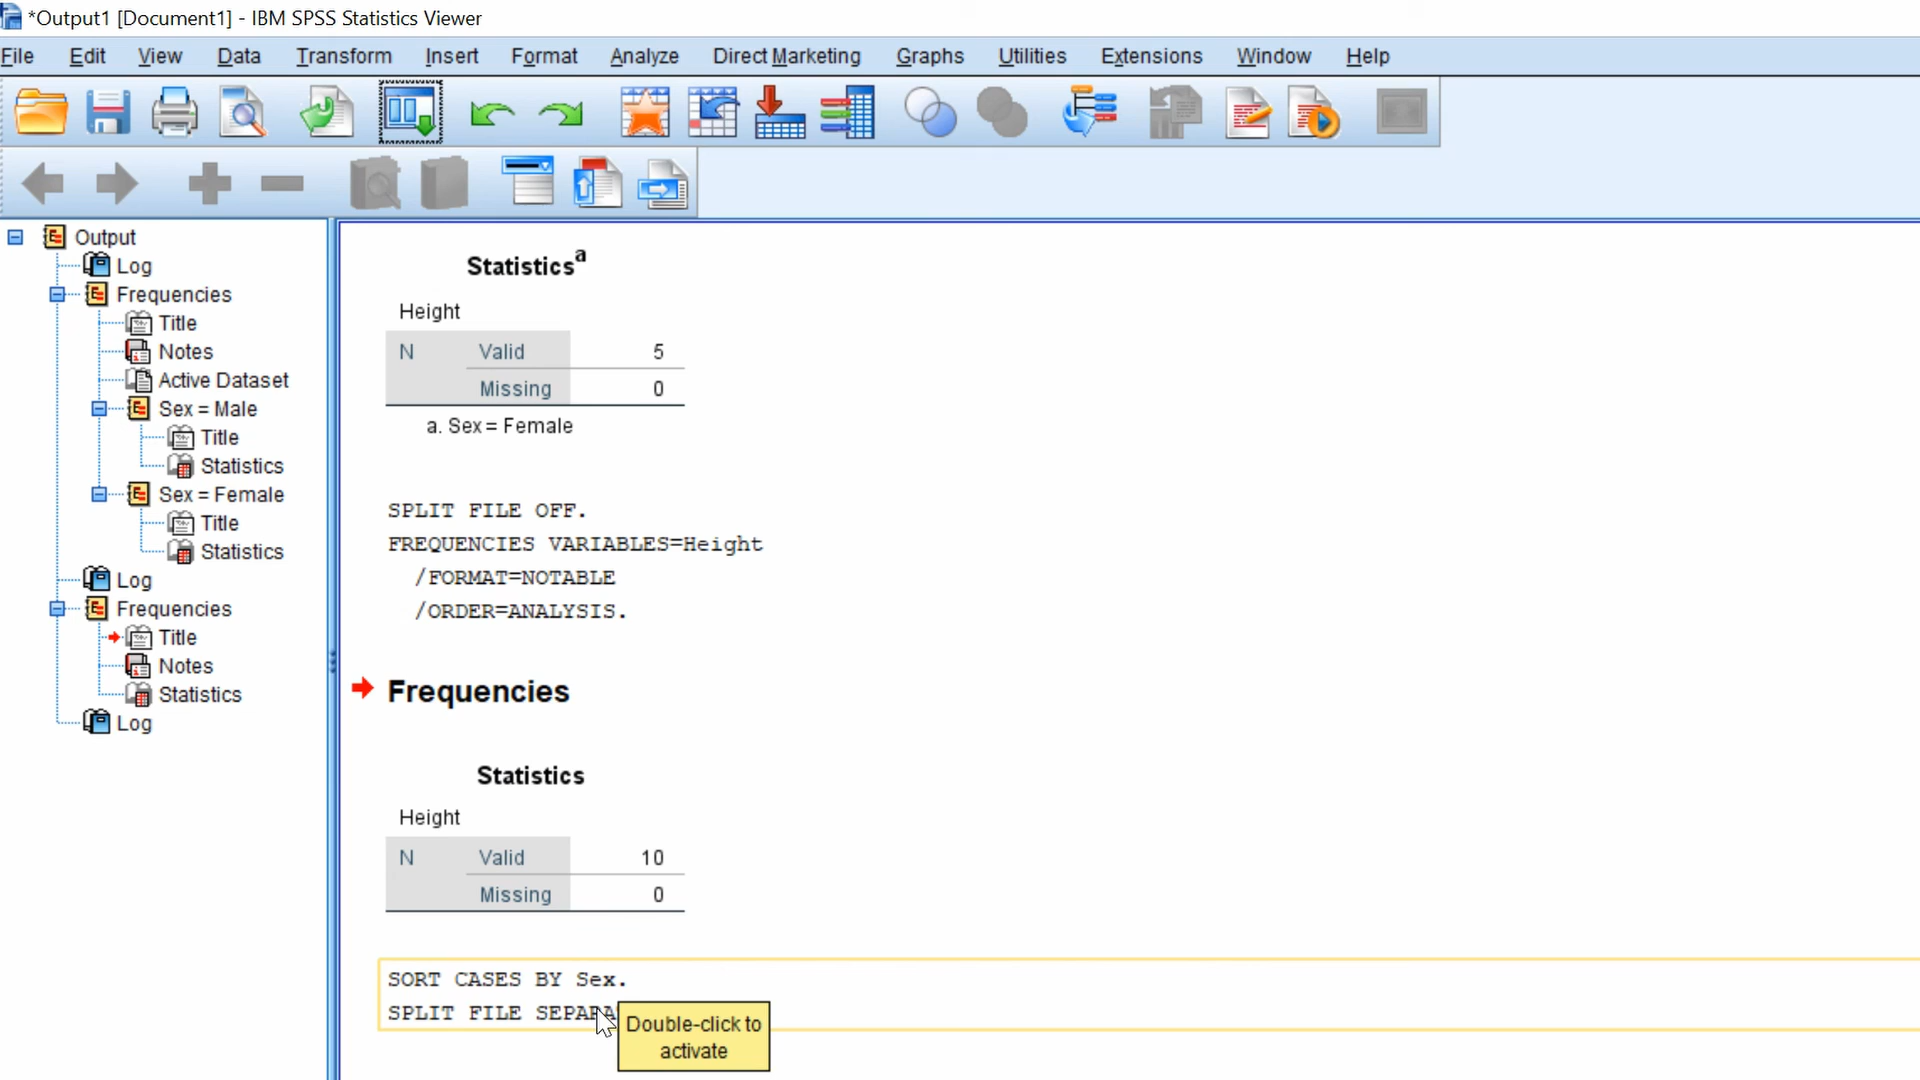 *Output1 [Document1] - IBM SPSS Statistics Viewer
File Edit View Data Transform Insert Format Analyze Direct Marketing Graphs Utilities Extensions Window Help
Output
Log
Frequencies
Title
Notes
Active Dataset
Sex = Male
Title
Statistics
Sex = Female
Title
Statistics
Log
Frequencies
Title
Notes
Statistics
Log
Statisticsa
Height
N Valid 5
Missing 0
a. Sex = Female
SPLIT FILE OFF.
FREQUENCIES VARIABLES=Height
/FORMAT=NOTABLE
/ORDER=ANALYSIS.
Frequencies
Statistics
Height
N Valid 10
Missing 0
SORT CASES BY Sex.
SPLIT FILE
Double-click to
activate